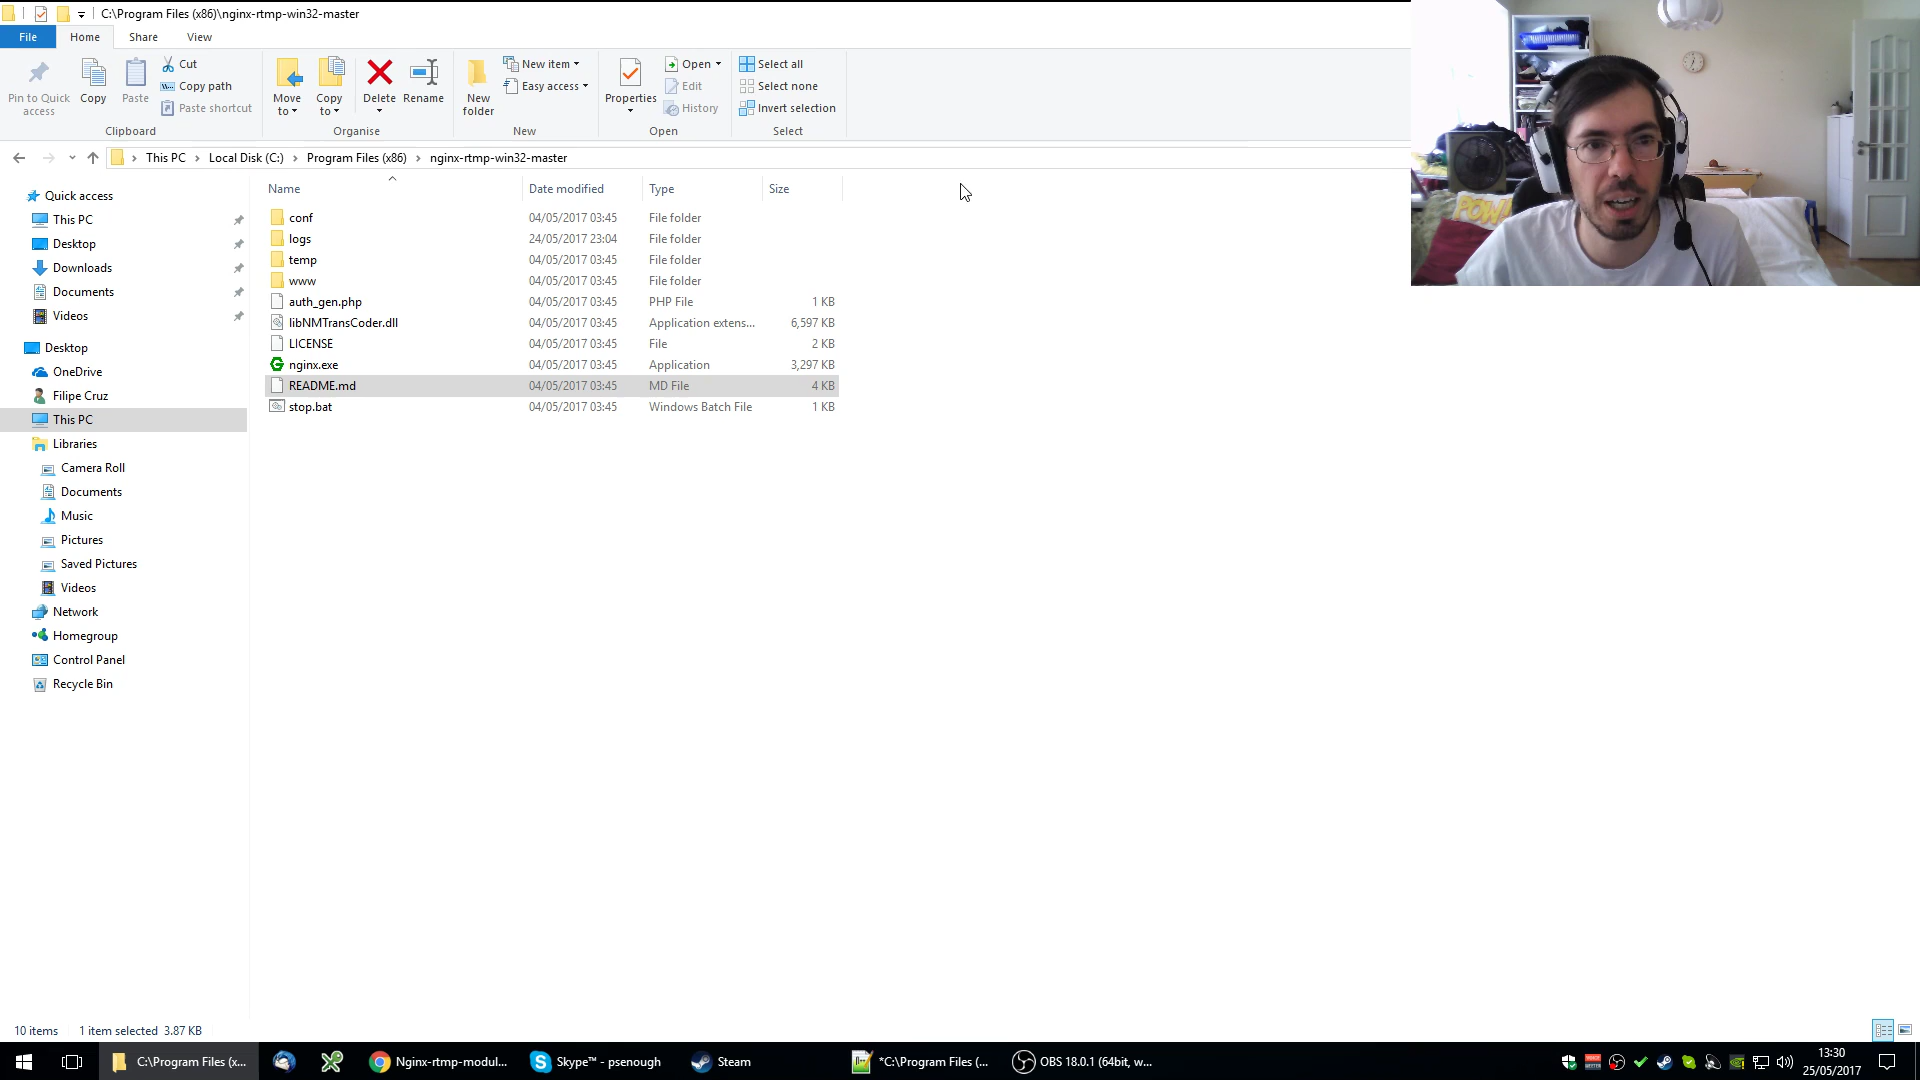 C:\Program Files (x86)\nginx-rtmp-win32-master
File Home Share View
Pin to Quick access
Copy
Paste
Cut
Copy path
Paste shortcut
Clipboard
Move to
Copy to
Delete
Rename
Organise
New folder
New item
Easy access
New
Properties
Open
Edit
History
Open
Select all
Select none
Invert selection
Select
This PC Local Disk (C:) Program Files (x86) nginx-rtmp-win32-master
Quick access
This PC
Desktop
Downloads
Documents
Videos
Desktop
OneDrive
Filipe Cruz
This PC
Libraries
Camera Roll
Documents
Music
Pictures
Saved Pictures
Videos
Network
Homegroup
Control Panel
Recycle Bin
Name Date modified Type Size
conf 04/05/2017 03:45 File folder
logs 24/05/2017 23:04 File folder
temp 04/05/2017 03:45 File folder
www 04/05/2017 03:45 File folder
auth_gen.php 04/05/2017 03:45 PHP File 1 KB
libNMTransCoder.dll 04/05/2017 03:45 Application extens... 6,597 KB
LICENSE 04/05/2017 03:45 File 2 KB
nginx.exe 04/05/2017 03:45 Application 3,297 KB
README.md 04/05/2017 03:45 MD File 4 KB
stop.bat 04/05/2017 03:45 Windows Batch File 1 KB
POW!
10 items 1 item selected 3.87 KB
C:\Program Files (x... Nginx-rtmp-modul... Skype™ - psenough Steam *C:\Program Files (... OBS 18.0.1 (64bit, w...
13:30
25/05/2017